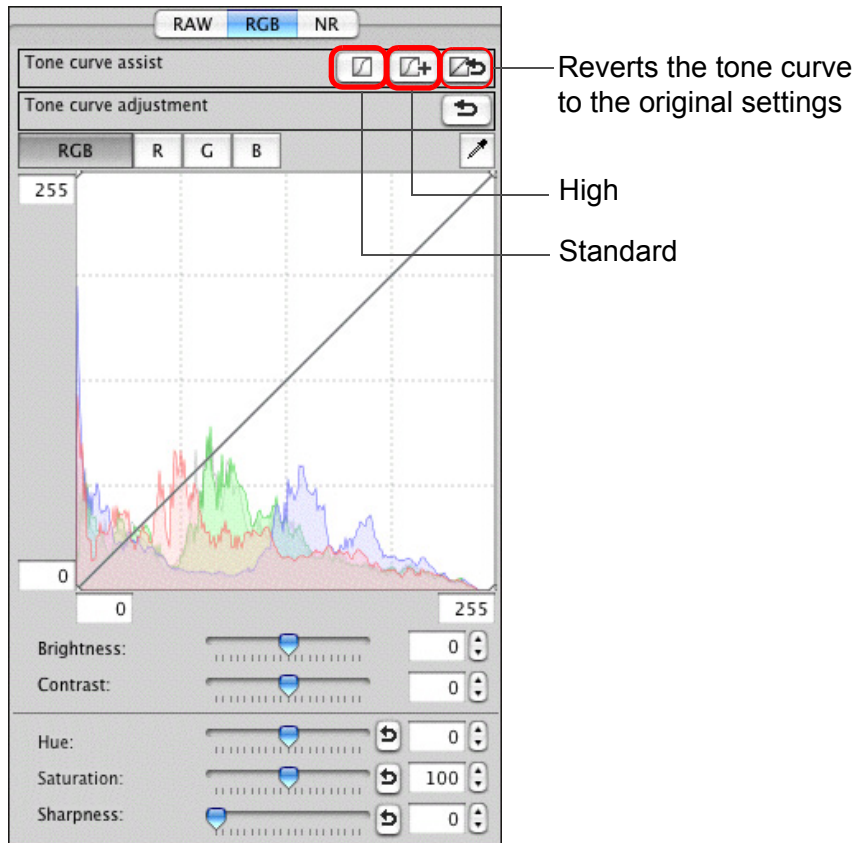 RAW RGB NR
Tone curve assist
Reverts the tone curve
to the original settings
Tone curve adjustment
RGB R G B
255
High
Standard
0
0 255
Brightness: 0
Contrast: 0
Hue: 0
Saturation: 100
Sharpness: 0